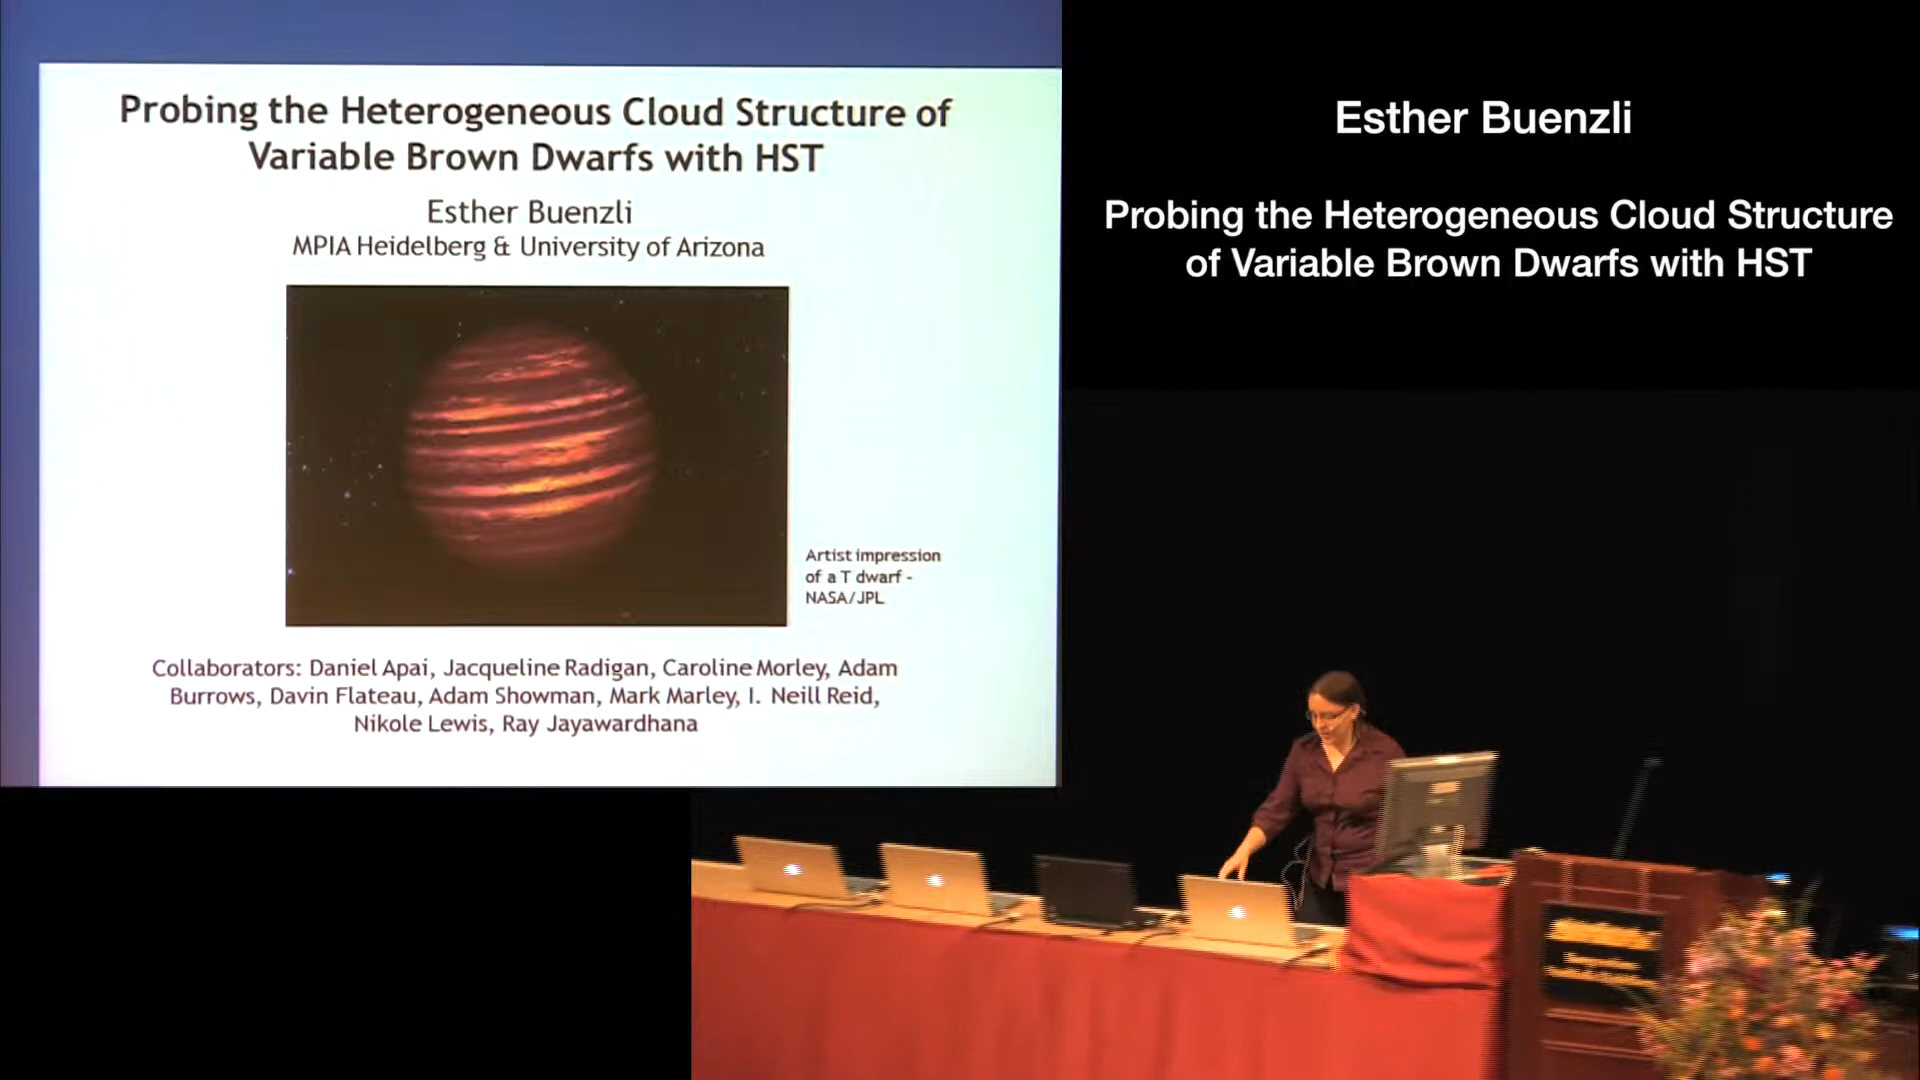 Probing the Heterogeneous Cloud Structure of
Variable Brown Dwarfs with HST
Esther Buenzli
MPIA Heidelberg & University of Arizona
Artist impression
of a T dwarf -
NASA/JPL
Collaborators: Daniel Apai, Jacqueline Radigan, Caroline Morley, Adam
Burrows, Davin Flateau, Adam Showman, Mark Marley, I. Neill Reid,
Nikole Lewis, Ray Jayawardhana
Esther Buenzli
Probing the Heterogeneous Cloud Structure
of Variable Brown Dwarfs with HST